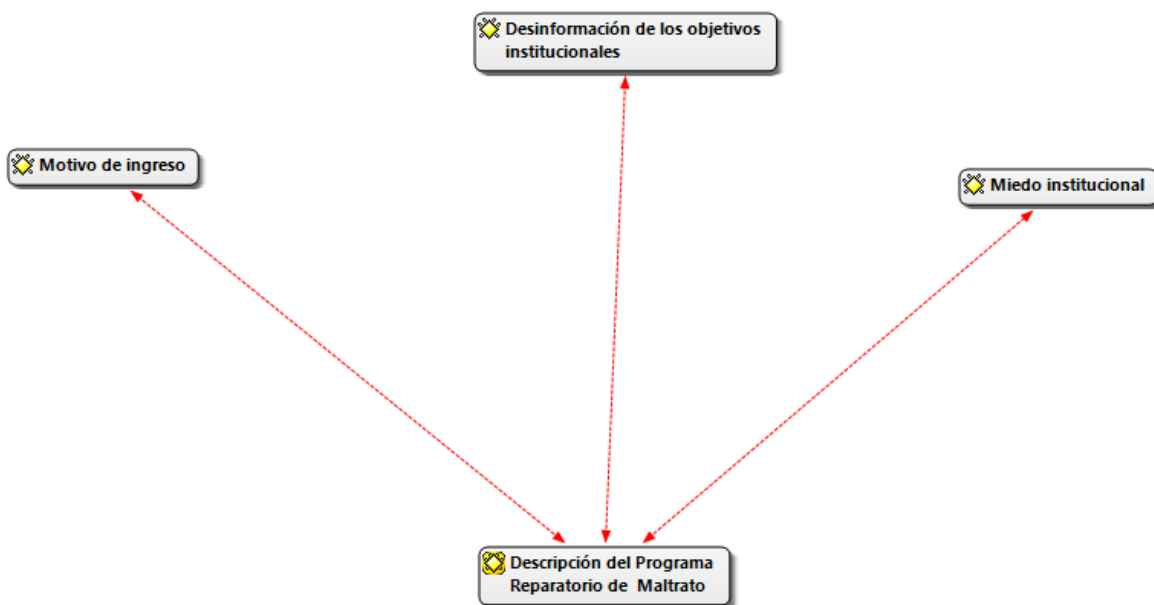 Desinformación de los objetivos
institucionales
Motivo de ingreso
Miedo institucional
Descripción del Programa
Reparatorio de  Maltrato